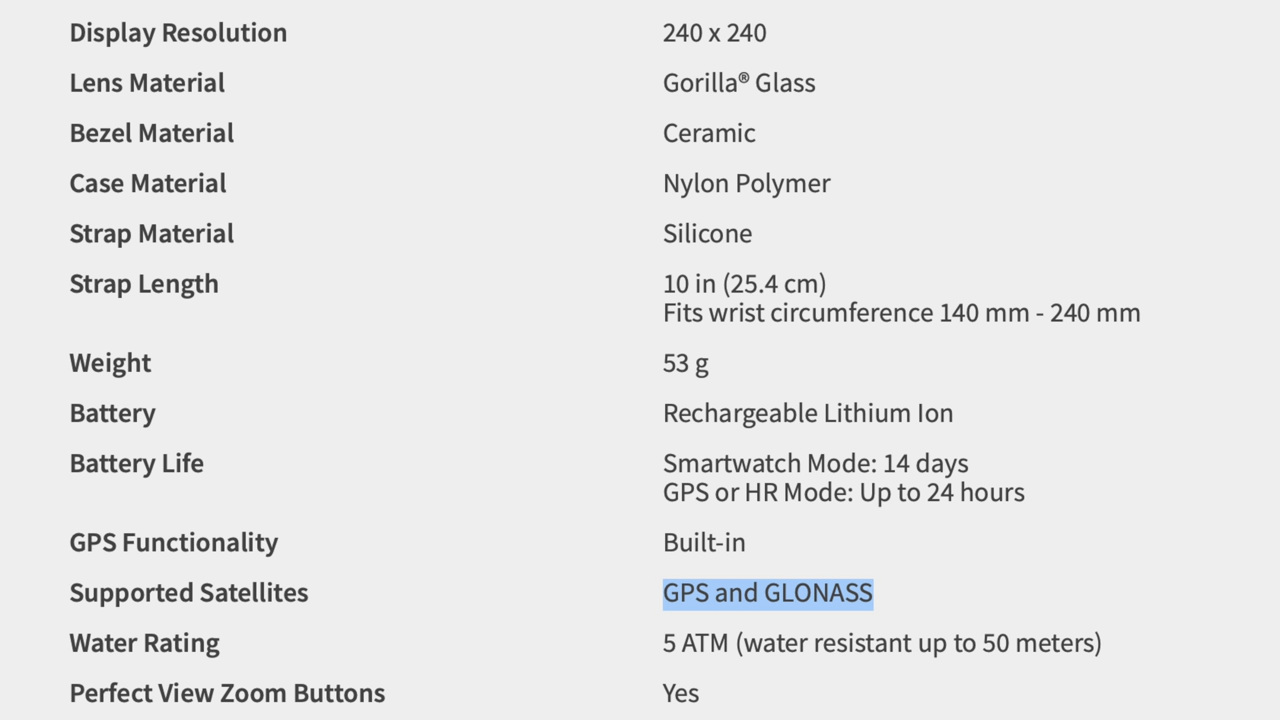 Display Resolution 240 x 240
Lens Material Gorilla® Glass
Bezel Material Ceramic
Case Material Nylon Polymer
Strap Material Silicone
Strap Length 10 in (25.4 cm)
Fits wrist circumference 140 mm - 240 mm
Weight 53 g
Battery Rechargeable Lithium Ion
Battery Life Smartwatch Mode: 14 days
GPS or HR Mode: Up to 24 hours
GPS Functionality Built-in
Supported Satellites GPS and GLONASS
Water Rating 5 ATM (water resistant up to 50 meters)
Perfect View Zoom Buttons Yes